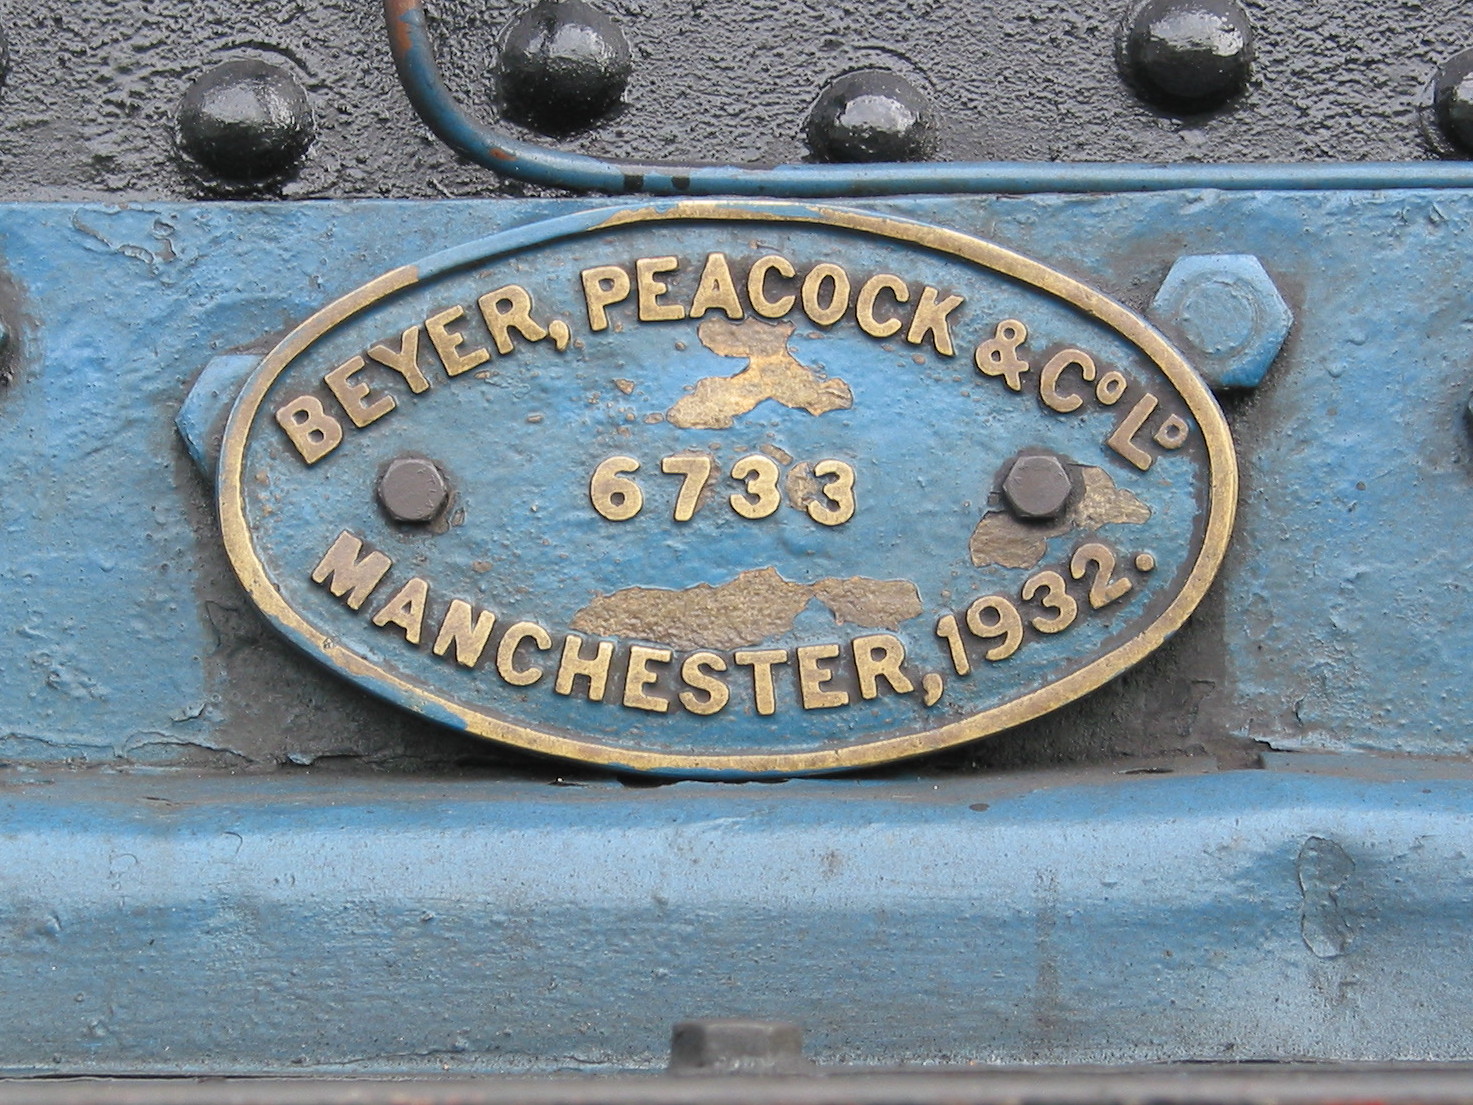 BEYER, PEACOCK & Co LD
6733
MANCHESTER, 1932.